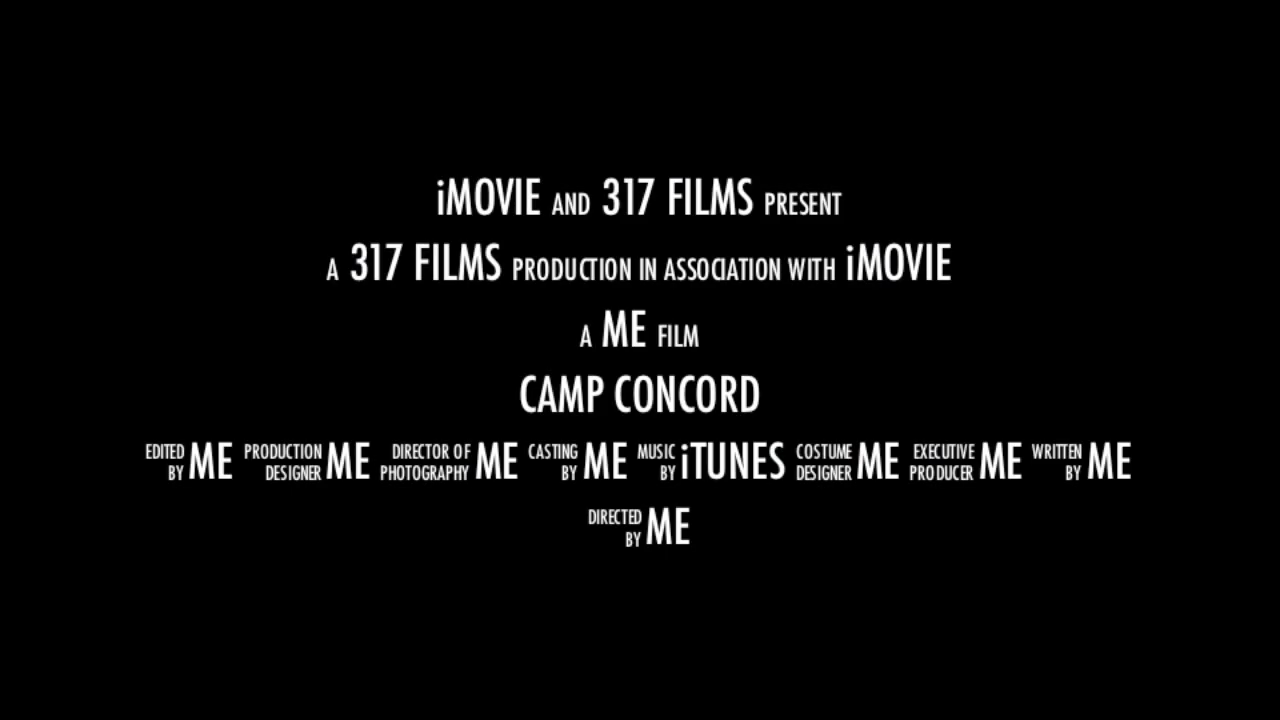 iMOVIE AND 317 FILMS PRESENT
A 317 FILMS PRODUCTION IN ASSOCIATION WITH iMOVIE
A ME FILM
CAMP CONCORD
EDITED BY ME PRODUCTION DESIGNER ME DIRECTOR OF PHOTOGRAPHY ME CASTING BY ME MUSIC BY iTUNES COSTUME DESIGNER ME EXECUTIVE PRODUCER ME WRITTEN BY ME
DIRECTED BY ME